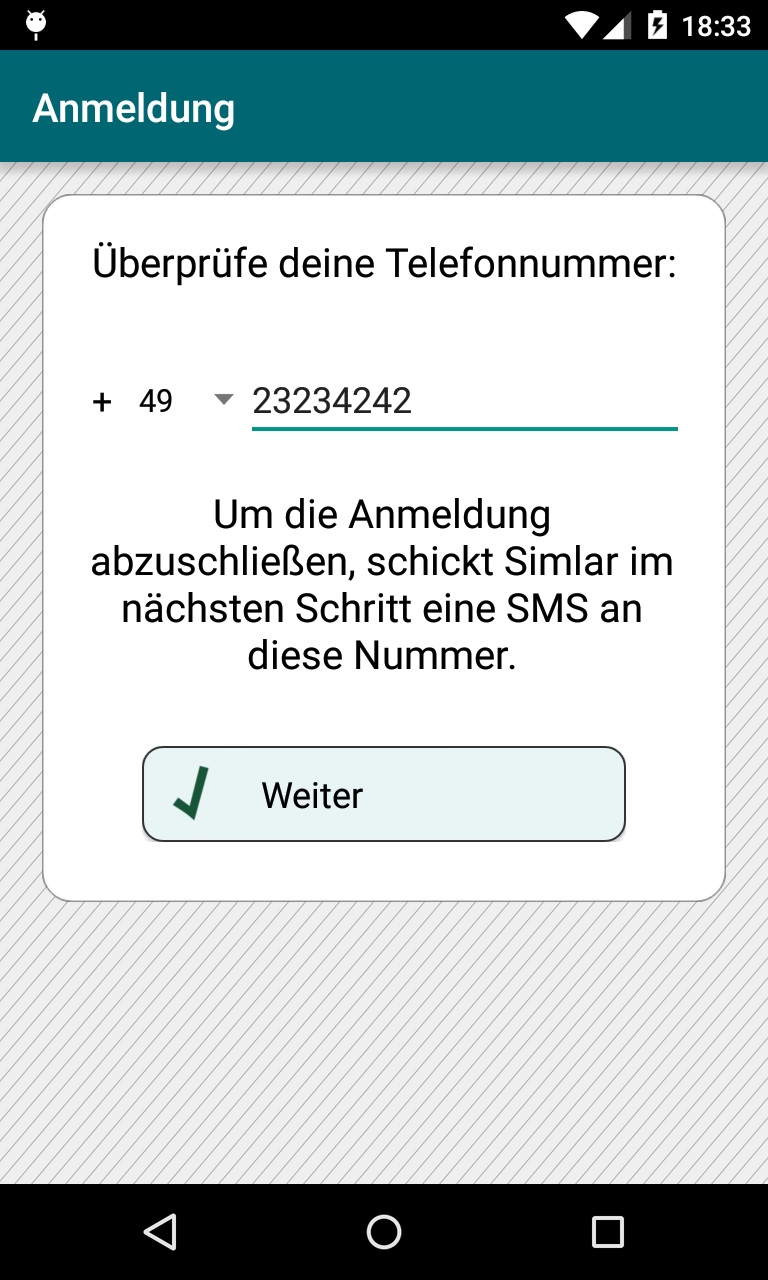 18:33
Anmeldung
Überprüfe deine Telefonnummer:
+ 49 23234242
Um die Anmeldung
abzuschließen, schickt Simlar im
nächsten Schritt eine SMS an
diese Nummer.
Weiter